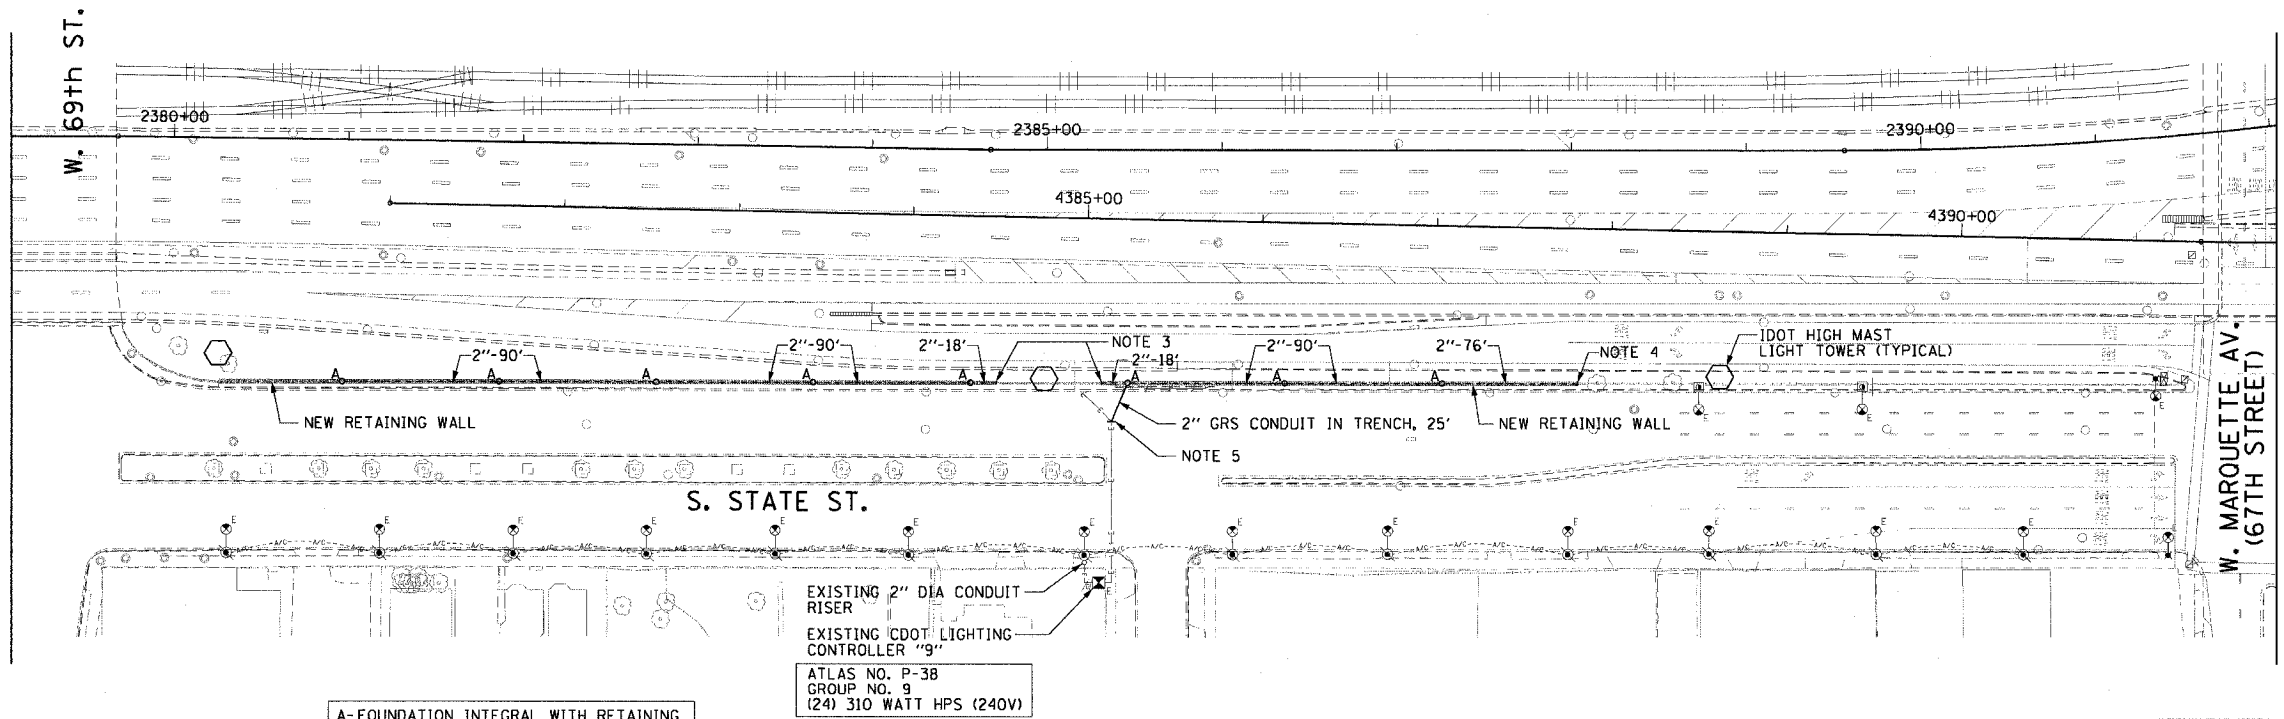 W. 69th ST.
2380+00
2385+00
2390+00
4385+00
4390+00
2"-90'
2"-90'
2"-18'
NOTE 3
2"-18'
2"-90'
2"-76'
NOTE 4
IDOT HIGH MAST
LIGHT TOWER (TYPICAL)
A
A
A
A
A
A
A
A
NEW RETAINING WALL
2" GRS CONDUIT IN TRENCH, 25'
NEW RETAINING WALL
NOTE 5
E
E
E
S. STATE ST.
W. MARQUETTE AV.
(67TH STREET)
E
E
E
E
E
E
E
E
E
E
E
E
E
A/C
A/C
A/C
A/C
A/C
A/C
A/C
A/C
EXISTING 2" DIA CONDUIT
RISER
E
EXISTING CDOT LIGHTING
CONTROLLER "9"
ATLAS NO. P-38
GROUP NO. 9
(24) 310 WATT HPS (240V)
A-FOUNDATION INTEGRAL WITH RETAINING